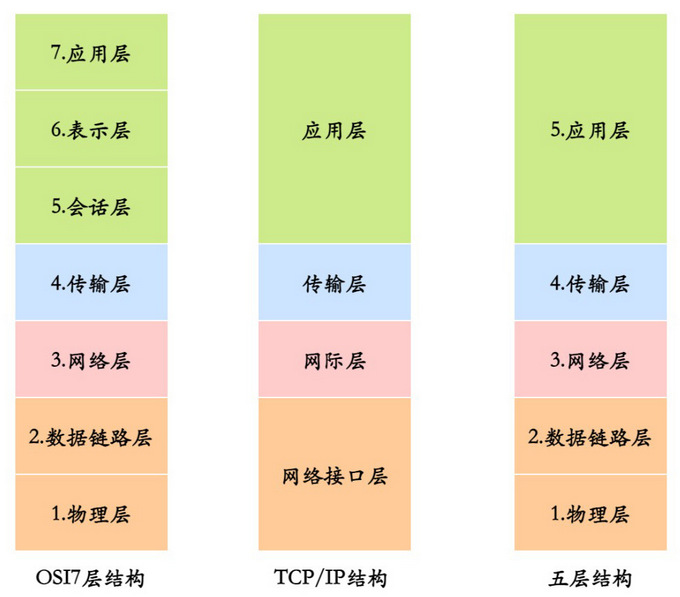 7.应用层
6.表示层
5.会话层
4.传输层
3.网络层
2.数据链路层
1.物理层
OSI7层结构
应用层
传输层
网际层
网络接口层
TCP/IP结构
5.应用层
4.传输层
3.网络层
2.数据链路层
1.物理层
五层结构